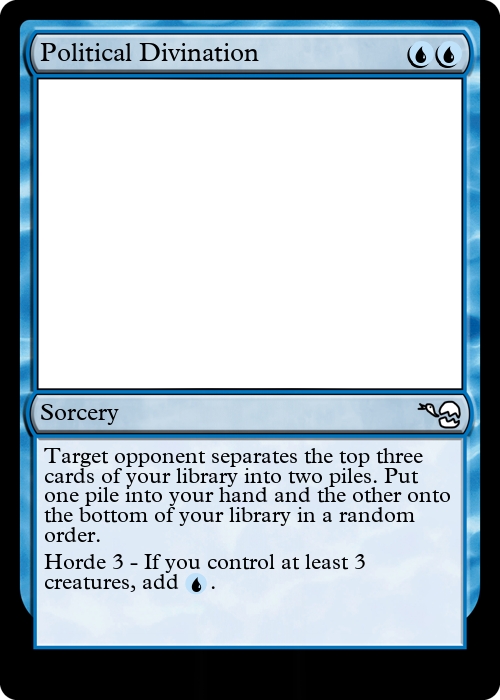 Political Divination
Sorcery
Target opponent separates the top three
cards of your library into two piles. Put
one pile into your hand and the other onto
the bottom of your library in a random
order.
Horde 3 - If you control at least 3
creatures, add .